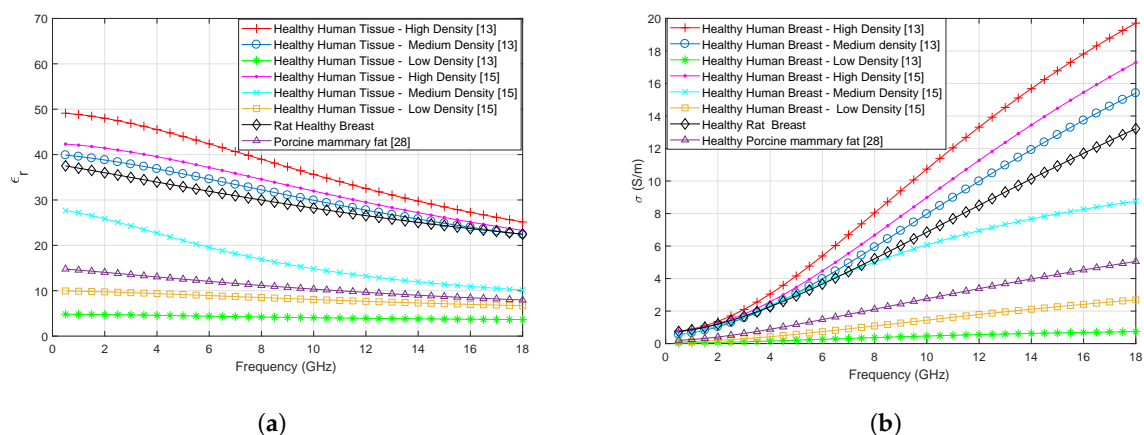 70
60
50
40
30
20
10
0
ϵr
0 2 4 6 8 10 12 14 16 18
Frequency (GHz)
Healthy Human Tissue - High Density [13]
Healthy Human Tissue - Medium Density [13]
Healthy Human Tissue - Low Density [13]
Healthy Human Tissue - High Density [15]
Healthy Human Tissue - Medium Density [15]
Healthy Human Tissue - Low Density [15]
Rat Healthy Breast
Porcine mammary fat [28]
(a)
20
18
16
14
12
10
8
6
4
2
0
σ (S/m)
0 2 4 6 8 10 12 14 16 18
Frequency (GHz)
Healthy Human Breast - High Density [13]
Healthy Human Breast - Medium density [13]
Healthy Human Breast - Low Density [13]
Healthy Human Breast - High Density [15]
Healthy Human Breast - Medium Density [15]
Healthy Human Breast - Low Density [15]
Healthy Rat Breast
Healthy Porcine mammary fat [28]
(b)